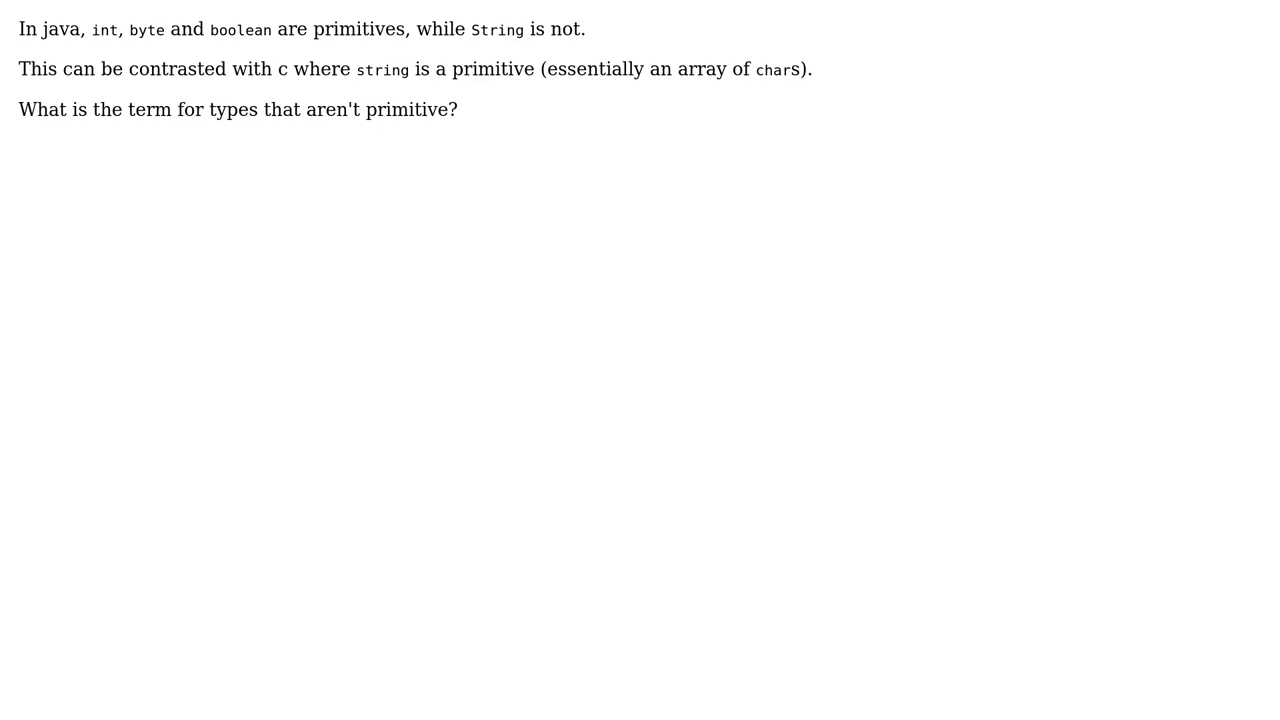 In java, int, byte and boolean are primitives, while String is not.
This can be contrasted with c where string is a primitive (essentially an array of chars).
What is the term for types that aren't primitive?